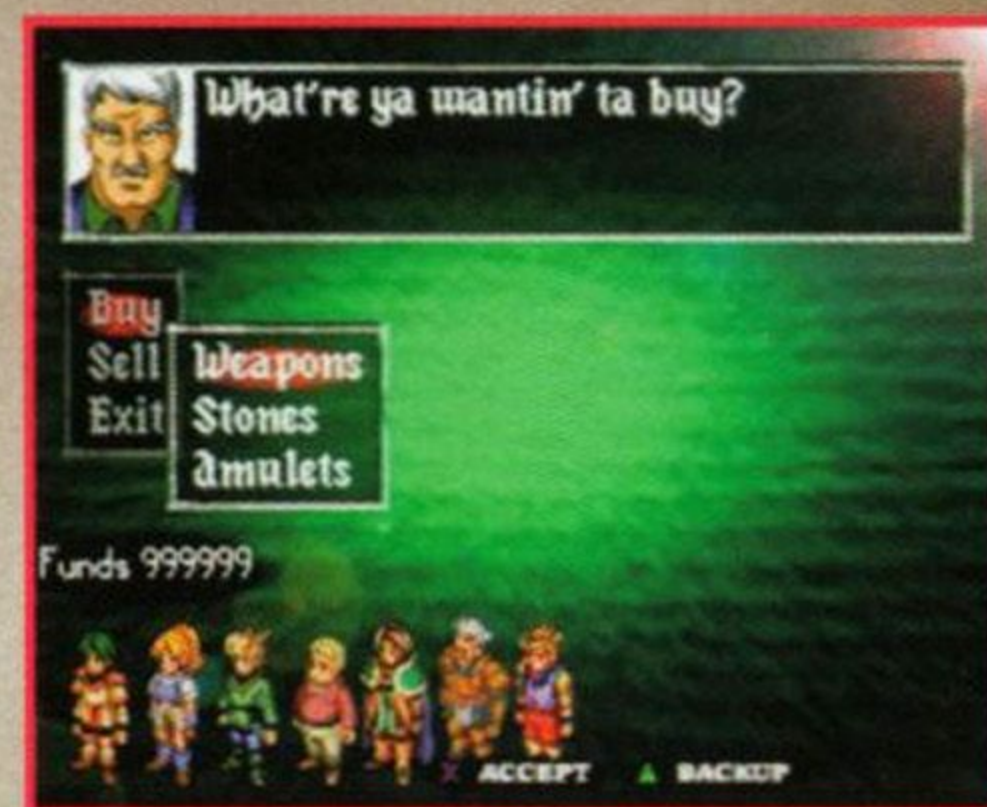 What're ya wantin' ta buy?
Buy
Sell
Exit
Weapons
Stones
Amulets
Funds 999999
X ACCEPT ▲ BACKUP